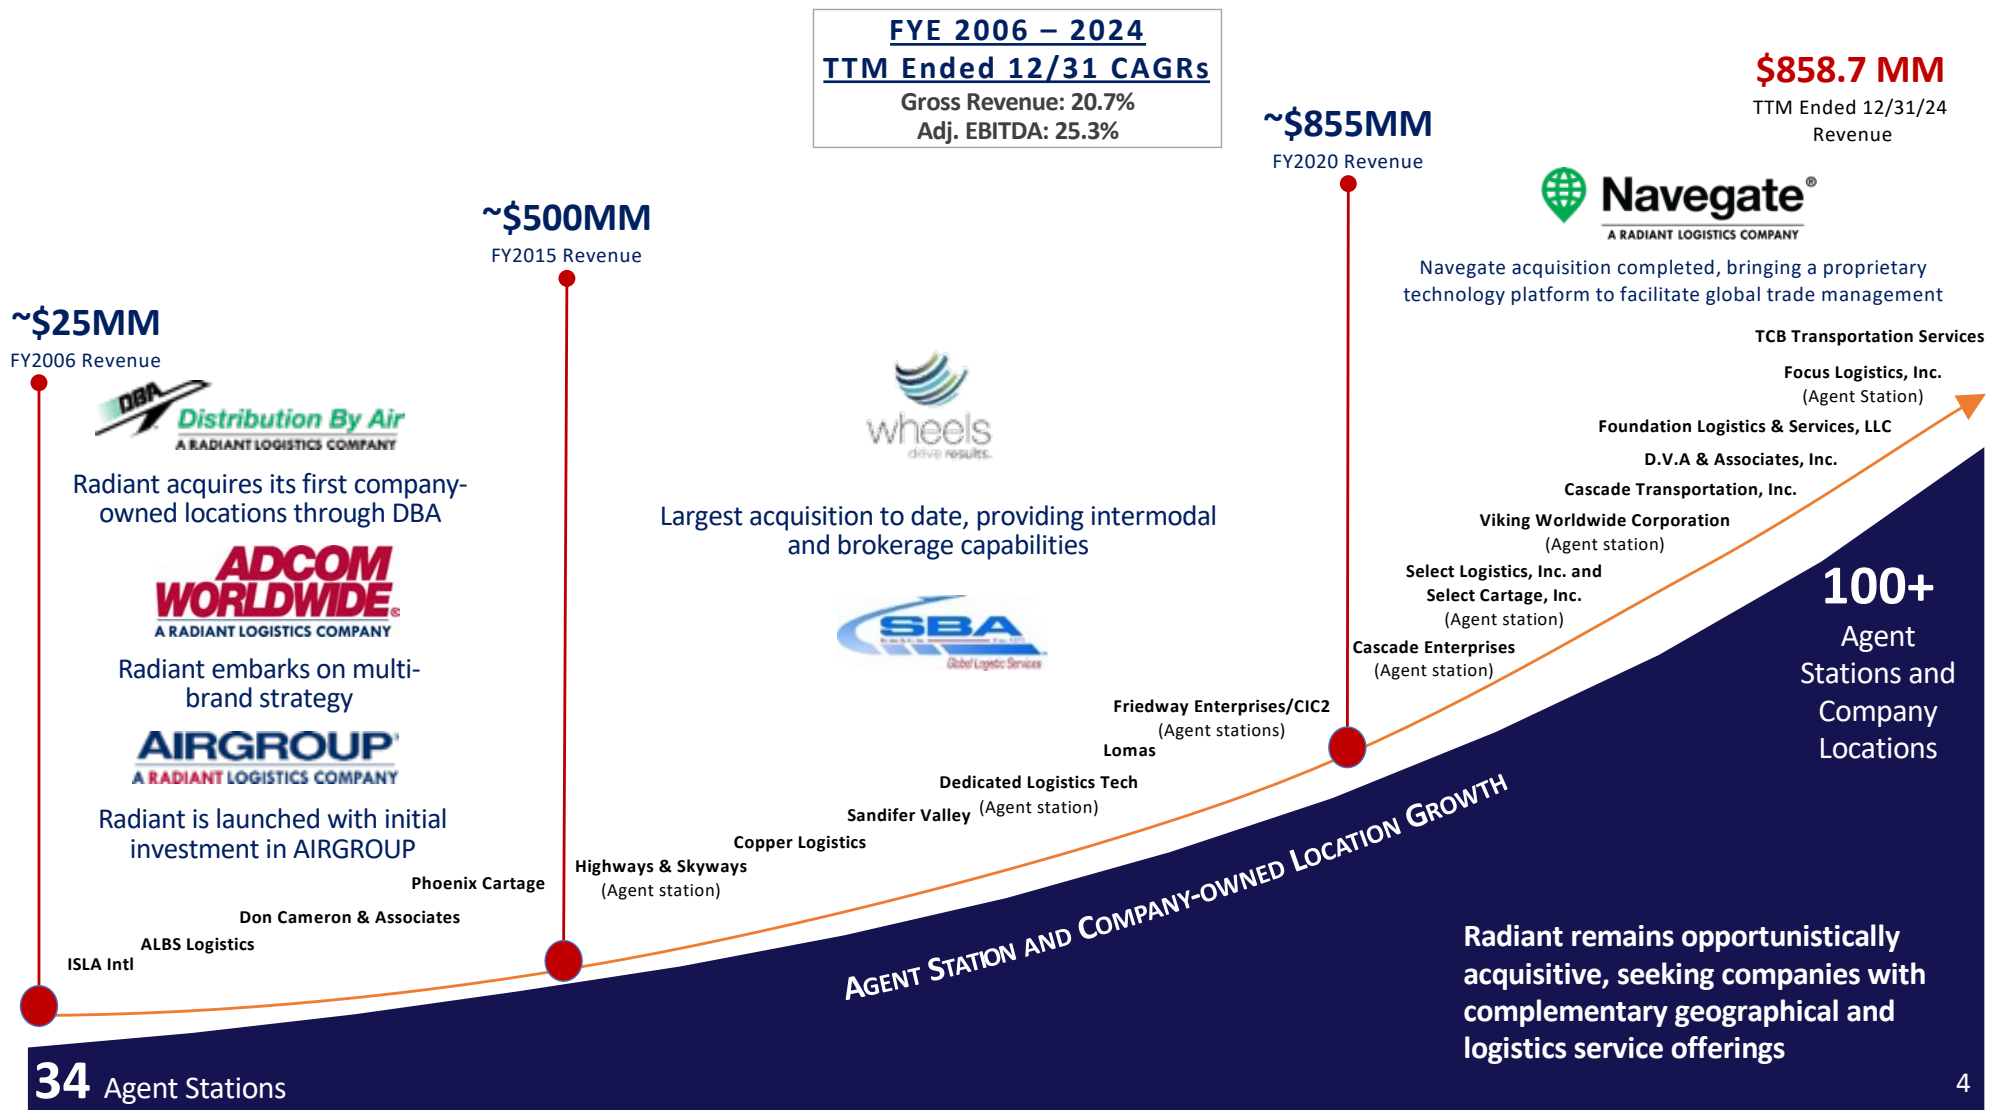 FYE 2006 – 2024
TTM Ended 12/31 CAGRs
Gross Revenue: 20.7%
Adj. EBITDA: 25.3%
$858.7 MM
TTM Ended 12/31/24
Revenue
~$855MM
FY2020 Revenue
~$500MM
FY2015 Revenue
~$25MM
FY2006 Revenue
DBA
Distribution By Air
A RADIANT LOGISTICS COMPANY
Radiant acquires its first company-
owned locations through DBA
ADCOM
WORLDWIDE®
A RADIANT LOGISTICS COMPANY
Radiant embarks on multi-
brand strategy
AIRGROUP
A RADIANT LOGISTICS COMPANY
Radiant is launched with initial
investment in AIRGROUP
ISLA Intl
ALBS Logistics
Don Cameron & Associates
Phoenix Cartage
wheels
drive results.
Largest acquisition to date, providing intermodal
and brokerage capabilities
SBA
Global Logistic Services
Highways & Skyways
(Agent station)
Copper Logistics
Sandifer Valley
Dedicated Logistics Tech
(Agent station)
Lomas
Friedway Enterprises/CIC2
(Agent stations)
Navegate®
A RADIANT LOGISTICS COMPANY
Navegate acquisition completed, bringing a proprietary
technology platform to facilitate global trade management
TCB Transportation Services
Focus Logistics, Inc.
(Agent Station)
Foundation Logistics & Services, LLC
D.V.A & Associates, Inc.
Cascade Transportation, Inc.
Viking Worldwide Corporation
(Agent station)
Select Logistics, Inc. and
Select Cartage, Inc.
(Agent station)
Cascade Enterprises
(Agent station)
AGENT STATION AND COMPANY-OWNED LOCATION GROWTH
100+
Agent
Stations and
Company
Locations
Radiant remains opportunistically
acquisitive, seeking companies with
complementary geographical and
logistics service offerings
34 Agent Stations
4